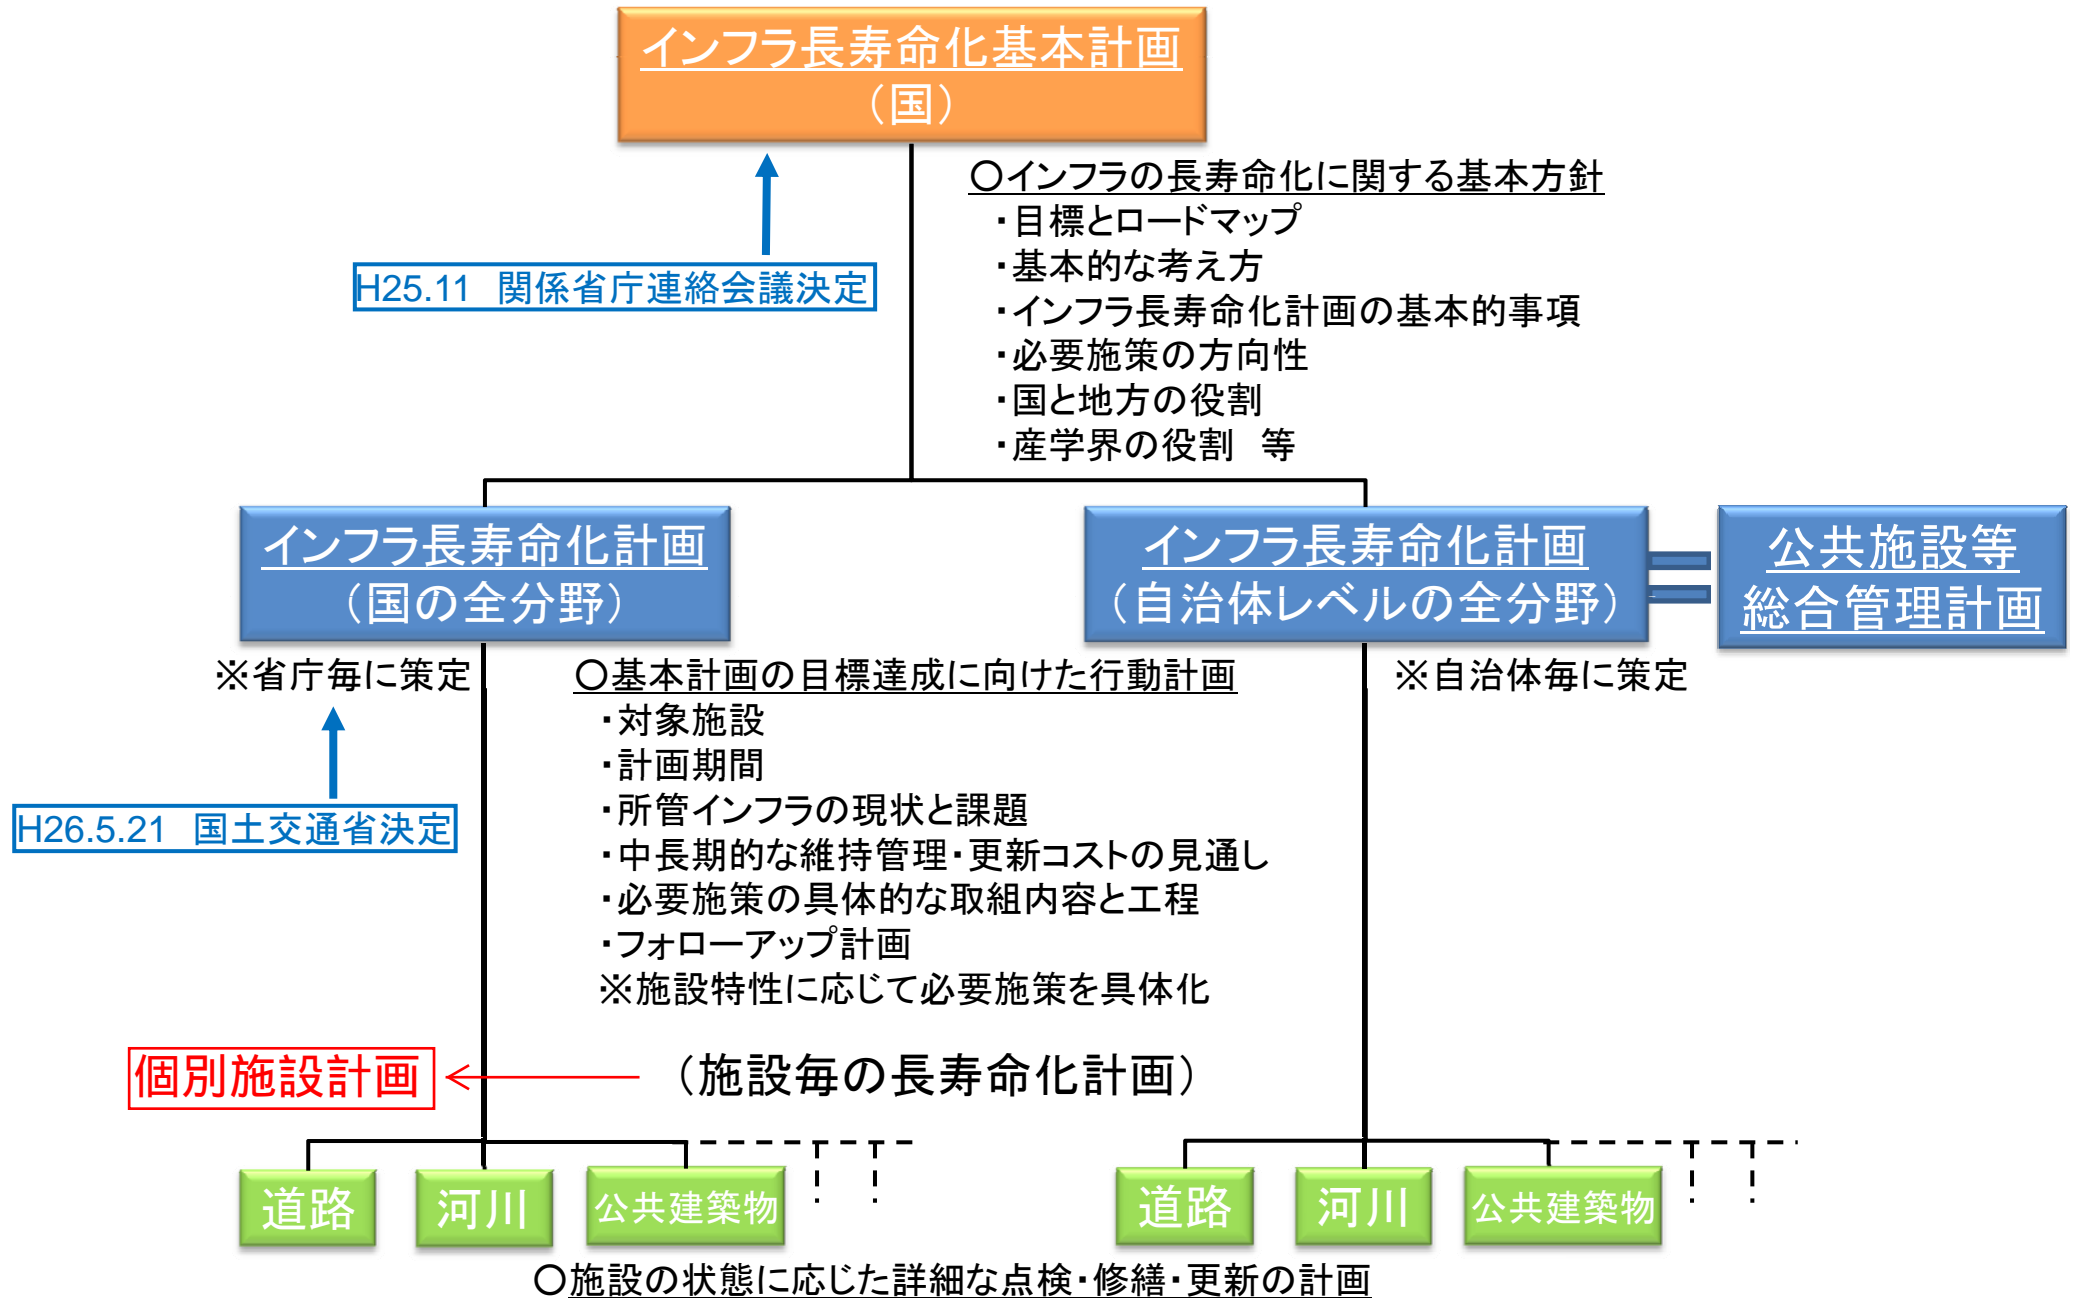 インフラ長寿命化基本計画
（国）
○インフラの長寿命化に関する基本方針
・目標とロードマップ
・基本的な考え方
・インフラ長寿命化計画の基本的事項
・必要施策の方向性
・国と地方の役割
・産学界の役割　等
H25.11　関係省庁連絡会議決定
インフラ長寿命化計画
（国の全分野）
インフラ長寿命化計画
（自治体レベルの全分野）
公共施設等
総合管理計画
※省庁毎に策定
※自治体毎に策定
H26.5.21　国土交通省決定
○基本計画の目標達成に向けた行動計画
・対象施設
・計画期間
・所管インフラの現状と課題
・中長期的な維持管理・更新コストの見通し
・必要施策の具体的な取組内容と工程
・フォローアップ計画
※施設特性に応じて必要施策を具体化
個別施設計画
（施設毎の長寿命化計画）
道路
河川
公共建築物
道路
河川
公共建築物
○施設の状態に応じた詳細な点検・修繕・更新の計画